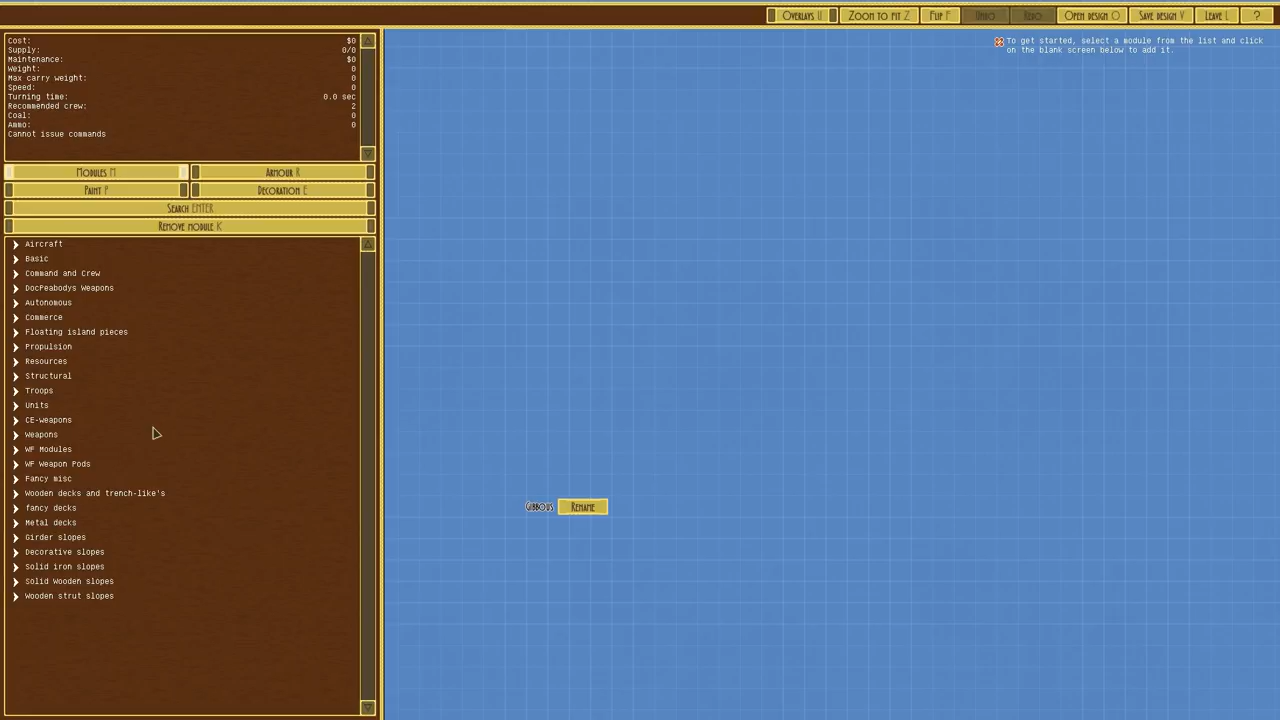 Overlays U Zoom to fit Z Flip F Undo Redo Open design O Save design V Leave L ?
Cost: $0
Supply: 0/0
Maintenance: $0
Weight: 0
Max carry weight: 0
Speed: 0
Turning time: 0.0 sec
Recommended crew: 2
Coal: 0
Ammo: 0
Cannot issue commands
To get started, select a module from the list and click
on the blank screen below to add it.
Modules M Armour R
Paint P Decoration E
Search ENTER
Remove module K
Aircraft
Basic
Command and Crew
DocPeabodys Weapons
Autonomous
Commerce
Floating island pieces
Propulsion
Resources
Structural
Troops
Units
CE-weapons
Weapons
WF Modules
WF Weapon Pods
Fancy misc
Wooden decks and trench-like's
fancy decks
Metal decks
Girder slopes
Decorative slopes
Solid iron slopes
Solid Wooden slopes
Wooden strut slopes
Gibbous Rename